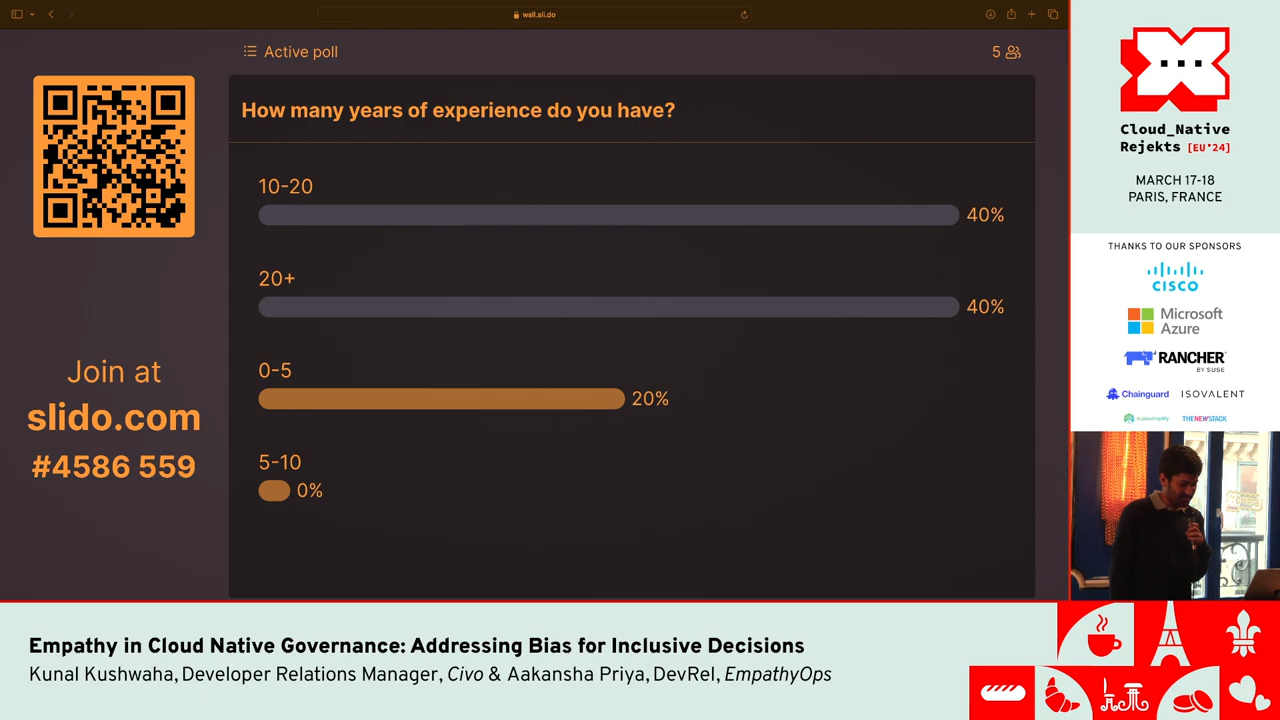 wall.sli.do
Active poll
5
How many years of experience do you have?
10-20
40%
20+
40%
0-5
20%
5-10
0%
Join at
slido.com
#4586 559
Cloud_Native
Rejekts [EU*24]
MARCH 17-18
PARIS, FRANCE
THANKS TO OUR SPONSORS
CISCO
Microsoft
Azure
RANCHER
BY SUSE
Chainguard ISOVALENT
kubesimplify THENEWSTACK
Empathy in Cloud Native Governance: Addressing Bias for Inclusive Decisions
Kunal Kushwaha, Developer Relations Manager, Civo & Aakansha Priya, DevRel, EmpathyOps